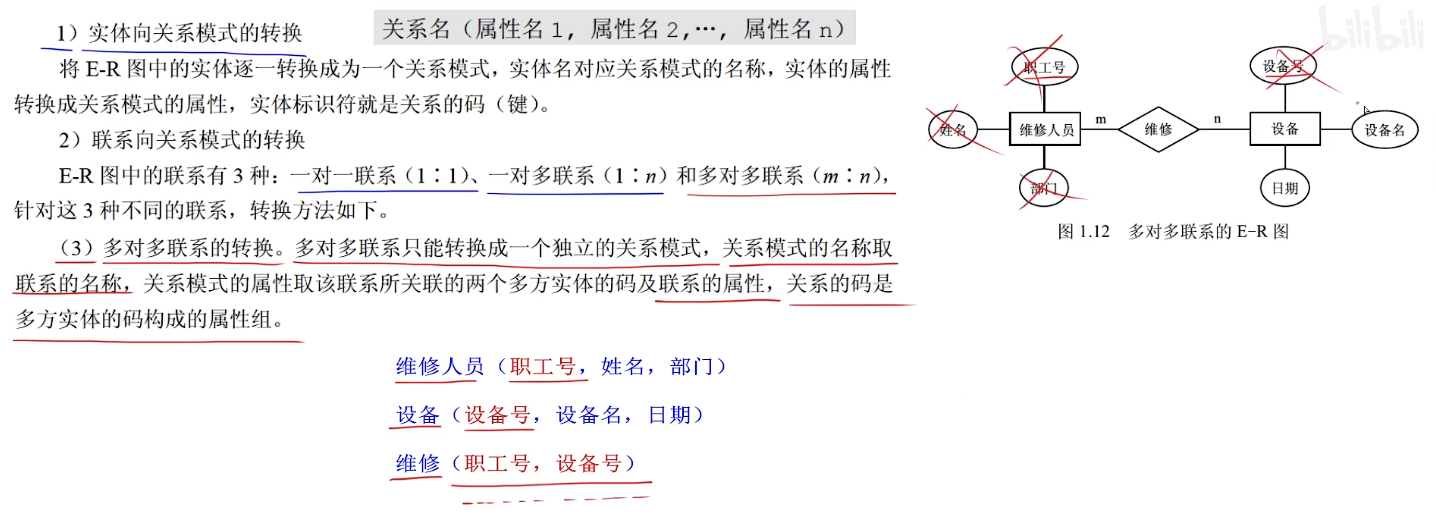 1）实体向关系模式的转换
关系名（属性名1, 属性名2,…, 属性名n）
将 E-R 图中的实体逐一转换成为一个关系模式，实体名对应关系模式的名称，实体的属性
转换成关系模式的属性，实体标识符就是关系的码（键）。
2）联系向关系模式的转换
E-R 图中的联系有 3 种：一对一联系（1∶1）、一对多联系（1∶n）和多对多联系（m∶n），
针对这 3 种不同的联系，转换方法如下。
（3）多对多联系的转换。多对多联系只能转换成一个独立的关系模式，关系模式的名称取
联系的名称，关系模式的属性取该联系所关联的两个多方实体的码及联系的属性，关系的码是
多方实体的码构成的属性组。
维修人员（职工号，姓名，部门）
设备（设备号，设备名，日期）
维修（职工号，设备号）
bilibili
职工号
设备号
姓名
维修人员
m
维修
n
设备
设备名
部门
日期
图 1.12 多对多联系的 E-R 图